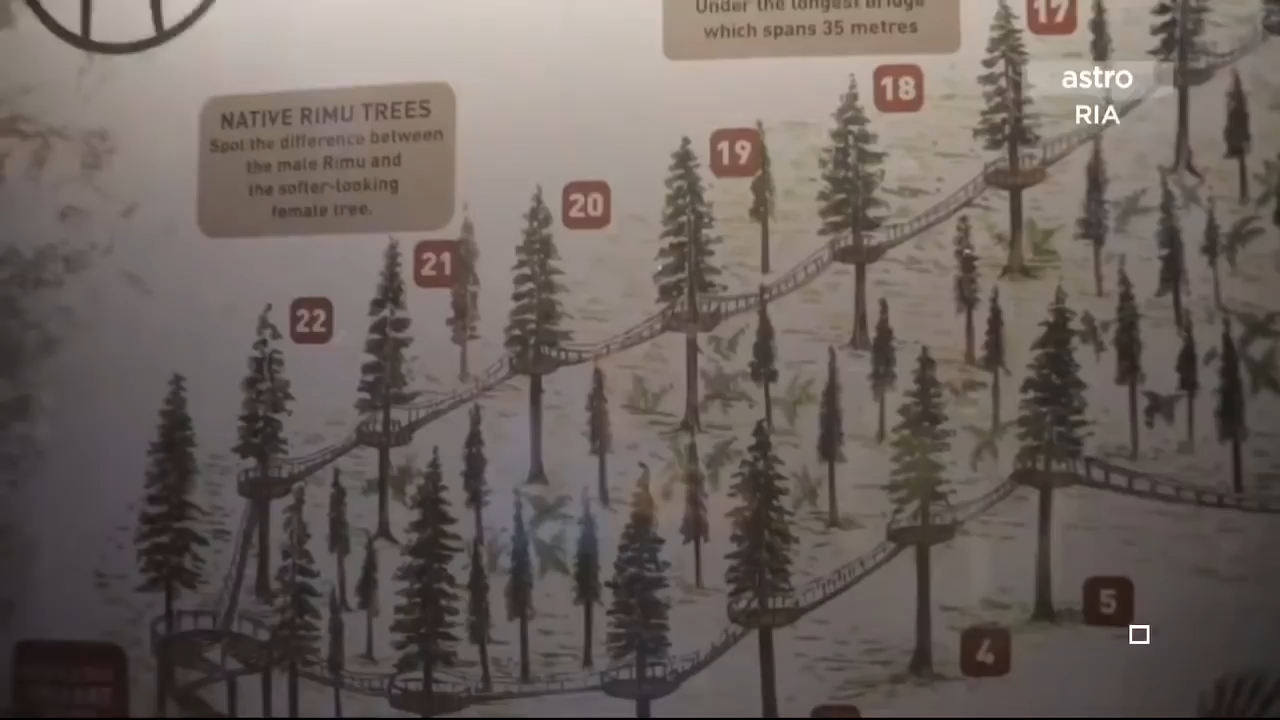 Under the longest Bridge
which spans 35 metres
17
astro
RIA
18
NATIVE RIMU TREES
Spot the difference between
the male Rimu and
the softer-looking
female tree.
19
20
21
22
5
4